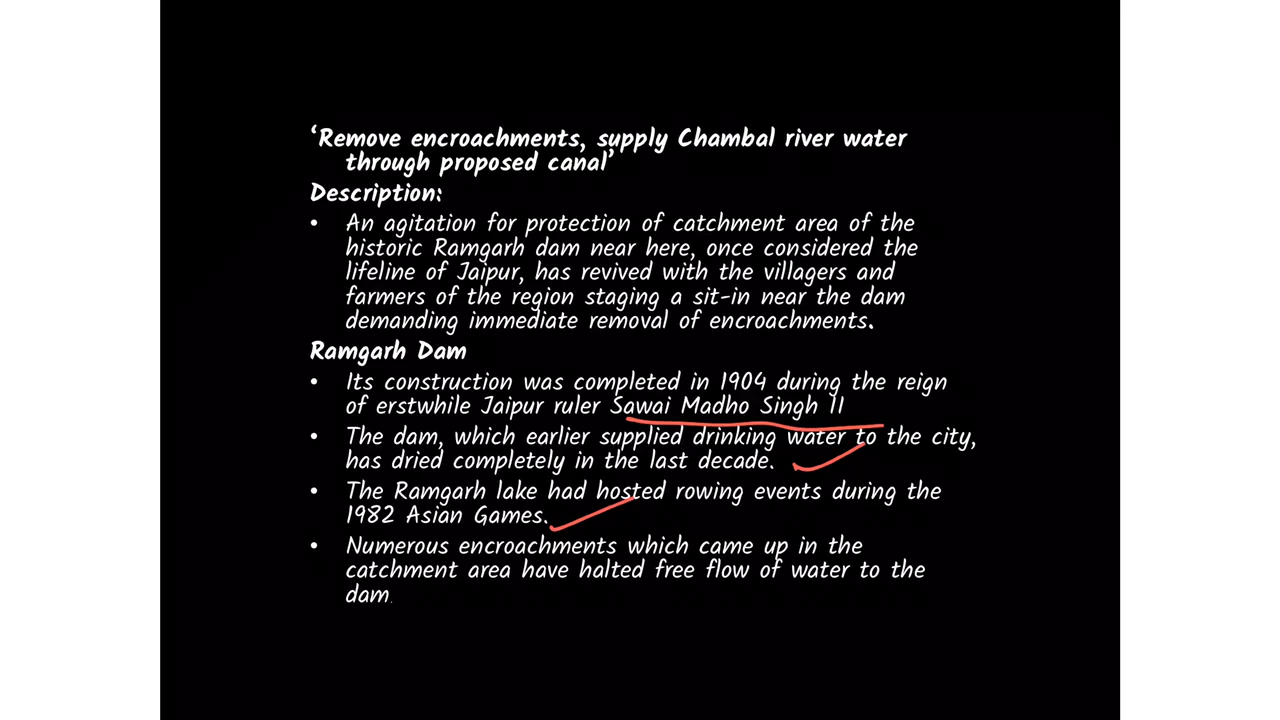 ‘Remove encroachments, supply Chambal river water
through proposed canal’
Description:
• An agitation for protection of catchment area of the
historic Ramgarh dam near here, once considered the
lifeline of Jaipur, has revived with the villagers and
farmers of the region staging a sit-in near the dam
demanding immediate removal of encroachments.
Ramgarh Dam
• Its construction was completed in 1904 during the reign
of erstwhile Jaipur ruler Sawai Madho Singh II
• The dam, which earlier supplied drinking water to the city,
has dried completely in the last decade.
• The Ramgarh lake had hosted rowing events during the
1982 Asian Games.
• Numerous encroachments which came up in the
catchment area have halted free flow of water to the
dam.